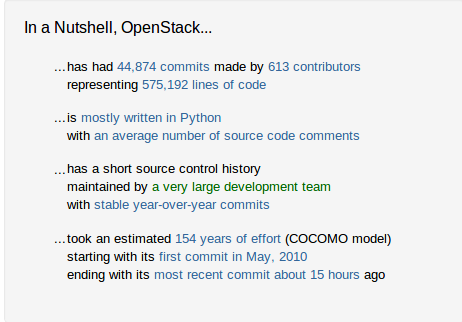 In a Nutshell, OpenStack...
...has had 44,874 commits made by 613 contributors
representing 575,192 lines of code
...is mostly written in Python
with an average number of source code comments
...has a short source control history
maintained by a very large development team
with stable year-over-year commits
...took an estimated 154 years of effort (COCOMO model)
starting with its first commit in May, 2010
ending with its most recent commit about 15 hours ago